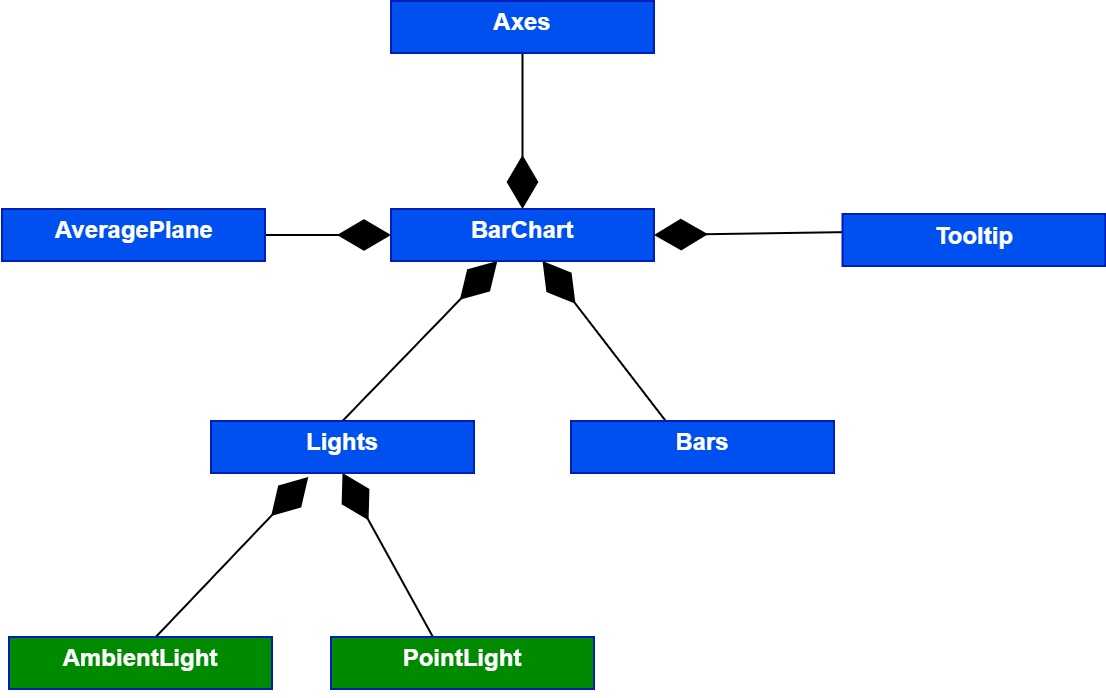 Axes
AveragePlane
BarChart
Tooltip
Lights
Bars
AmbientLight
PointLight